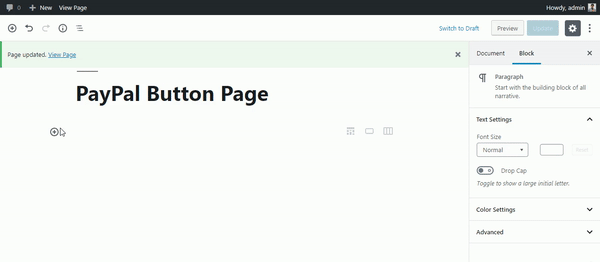 0 New View Page Howdy, admin
Switch to Draft Preview Update
Page updated. View Page
Document Block
PayPal Button Page
Paragraph
Start with the building block of all
narrative.
Text Settings
Font Size
Normal
Reset
Drop Cap
Toggle to show a large initial letter.
Color Settings
Advanced